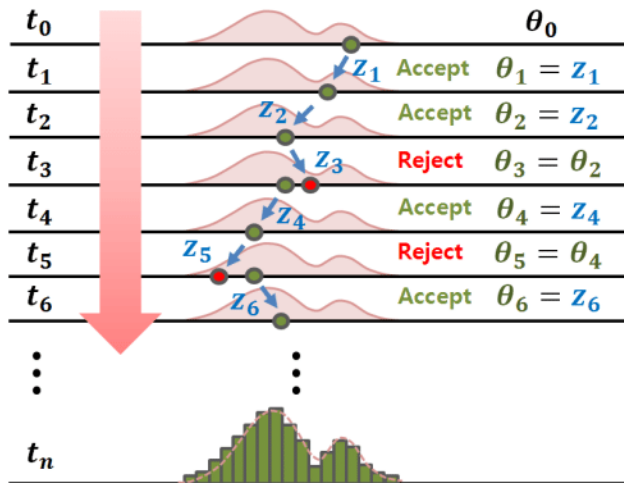 t₀ θ₀
t₁ z₁ Accept θ₁ = z₁
t₂ z₂ Accept θ₂ = z₂
t₃ z₃ Reject θ₃ = θ₂
t₄ z₄ Accept θ₄ = z₄
t₅ z₅ Reject θ₅ = θ₄
t₆ z₆ Accept θ₆ = z₆
tₙ